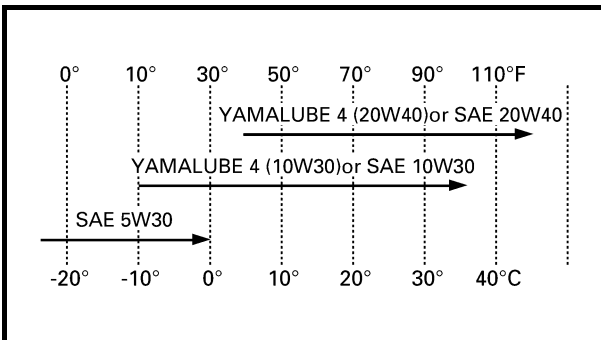 0° 10° 30° 50° 70° 90° 110°F
YAMALUBE 4 (20W40)or SAE 20W40
YAMALUBE 4 (10W30)or SAE 10W30
SAE 5W30
-20° -10° 0° 10° 20° 30° 40°C